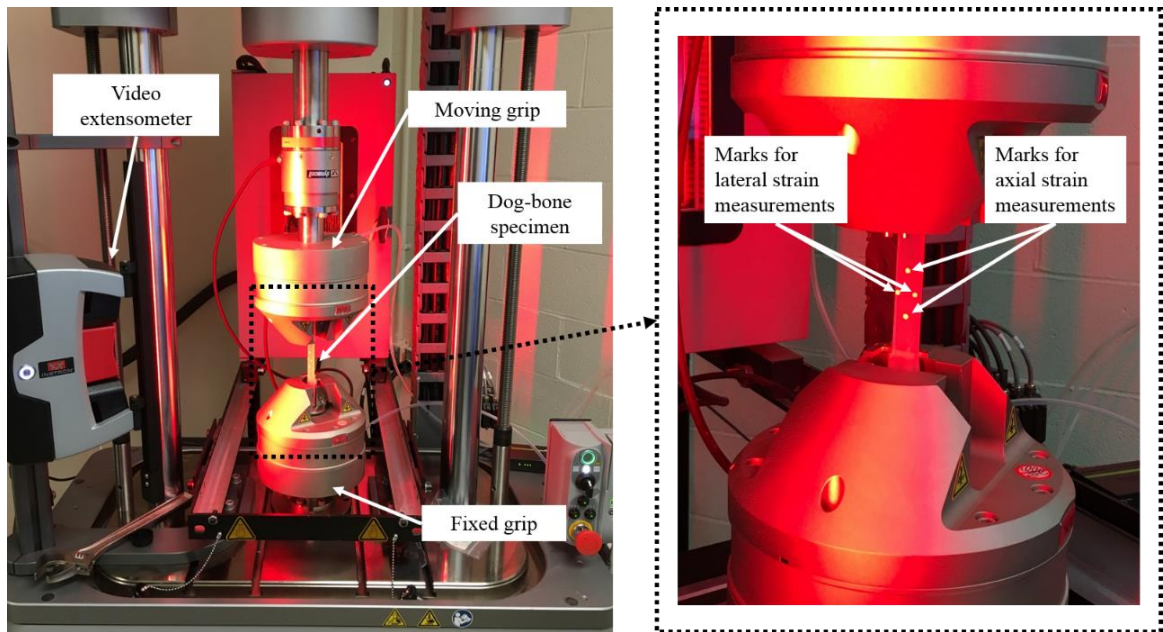 Video
extensometer
Moving grip
Dog-bone
specimen
Fixed grip
INSTRON
Marks for
lateral strain
measurements
Marks for
axial strain
measurements